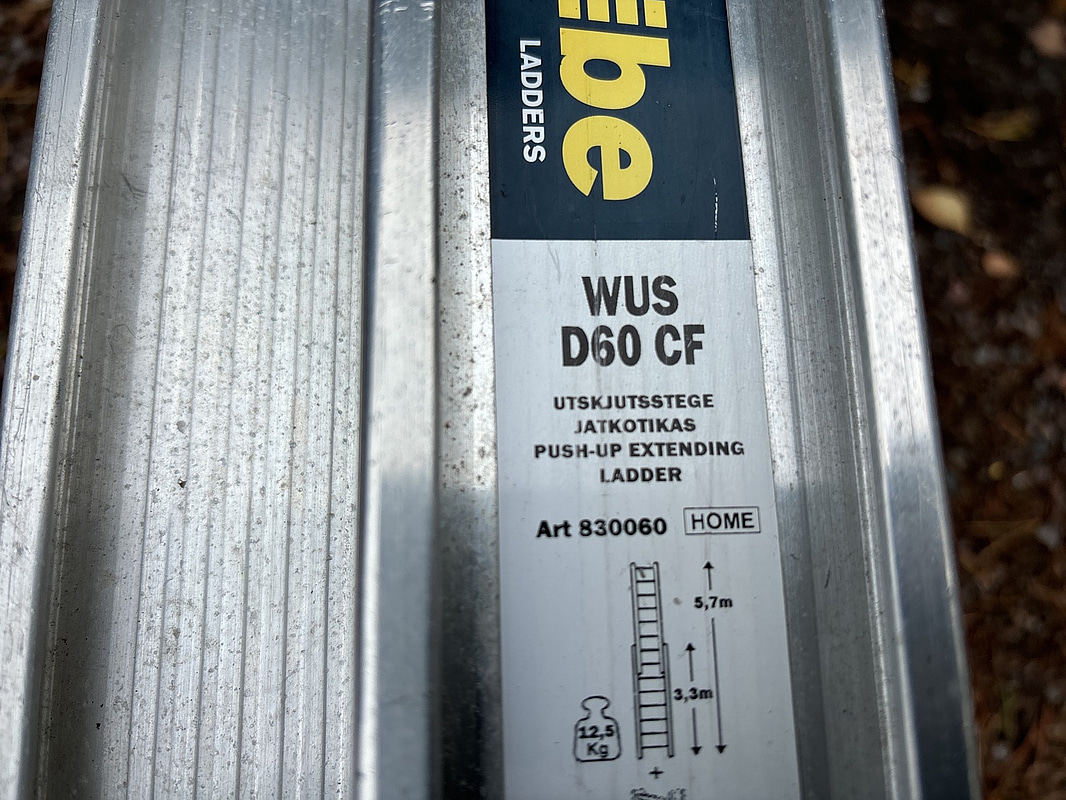 LADDERS
WUS
D60 CF
UTSKJUTSSTEGE
JATKOTIKAS
PUSH-UP EXTENDING
LADDER
Art 830060 HOME
5,7m
3,3m
12,5
Kg
+